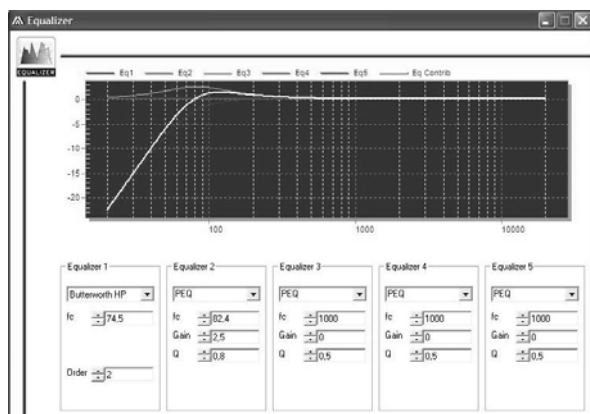 Equalizer
EQUALIZER
Eq1 Eq2 Eq3 Eq4 Eq5 Eq Contrib
0
-5
-10
-15
-20
100 1000 10000
Equalizer 1 Equalizer 2 Equalizer 3 Equalizer 4 Equalizer 5
Butterworth HP PEQ PEQ PEQ PEQ
fc 74,5 fc 82,4 fc 1000 fc 1000 fc 1000
Gain 2,5 Gain 0 Gain 0 Gain 0
Q 0,8 Q 0,5 Q 0,5 Q 0,5
Order 2